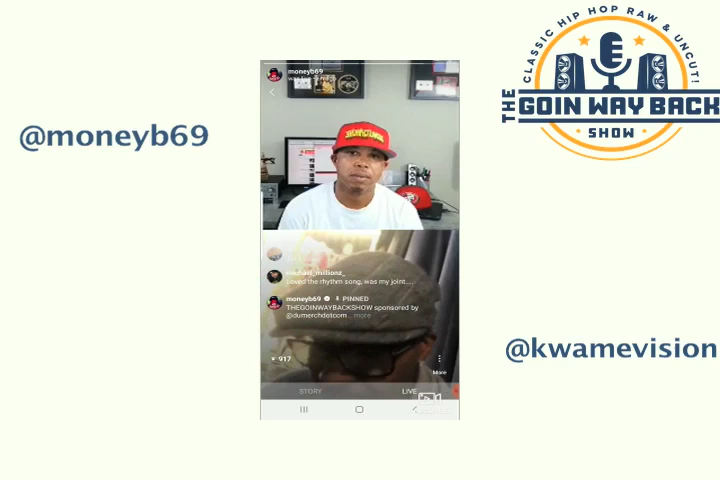 CLASSIC HIP HOP RAW & UNCUT!
THE
GOIN WAY BACK
SHOW
@moneyb69
moneyb69
michael_millionz_
Loved the rhythm song, was my joint....
moneyb69 PINNED
THEGOINWAYBACKSHOW sponsored by
@dumerchdotcom ... more
917
More
STORY
LIVE
@kwamevision